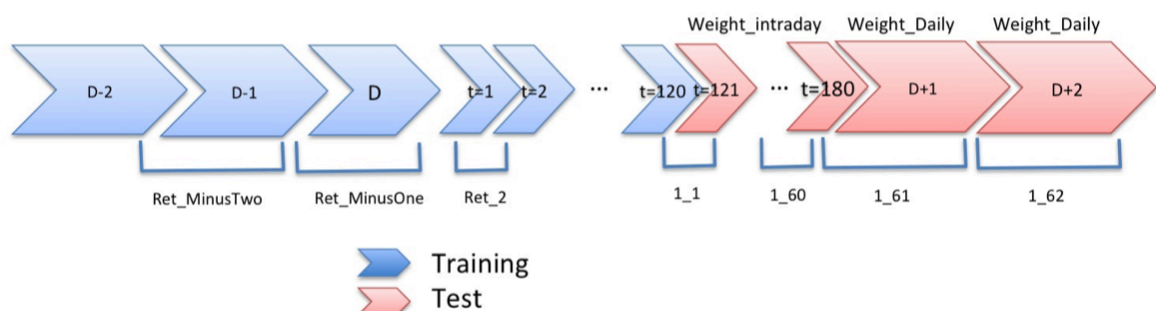 Weight_intraday Weight_Daily Weight_Daily
D-2 D-1 D t=1 t=2 ... t=120 t=121 ... t=180 D+1 D+2
Ret_MinusTwo Ret_MinusOne Ret_2 1_1 1_60 1_61 1_62
Training
Test